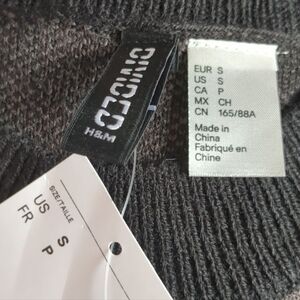 DIVIDED
H&M
EUR S
US S
CA P
MX CH
CN 165/88A
Made in
China
Fabriqué en
Chine
SIZE/TAILLE
US S
FR P